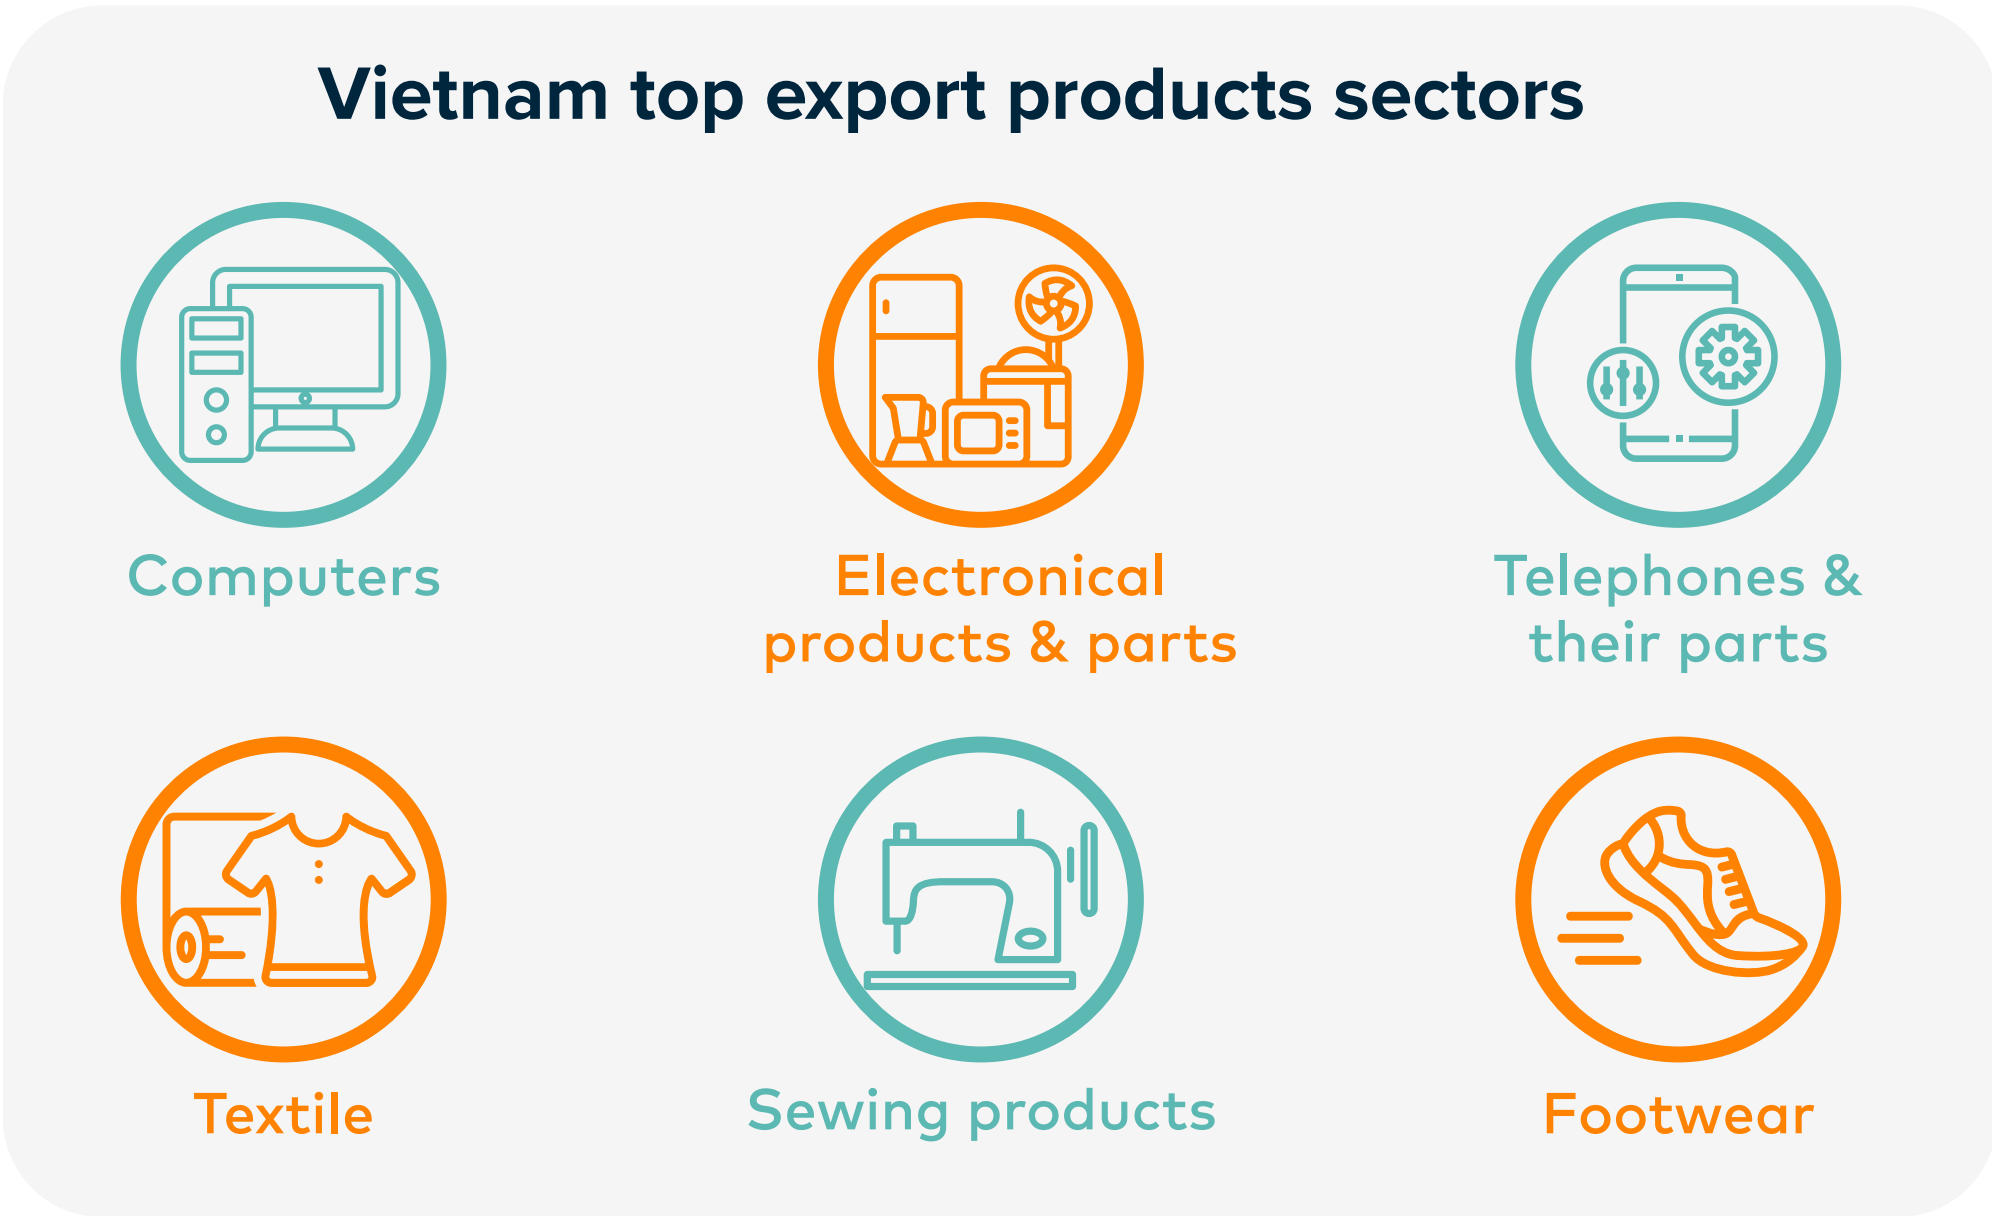 Vietnam top export products sectors
Computers
Electronical
products & parts
Telephones &
their parts
Textile
Sewing products
Footwear